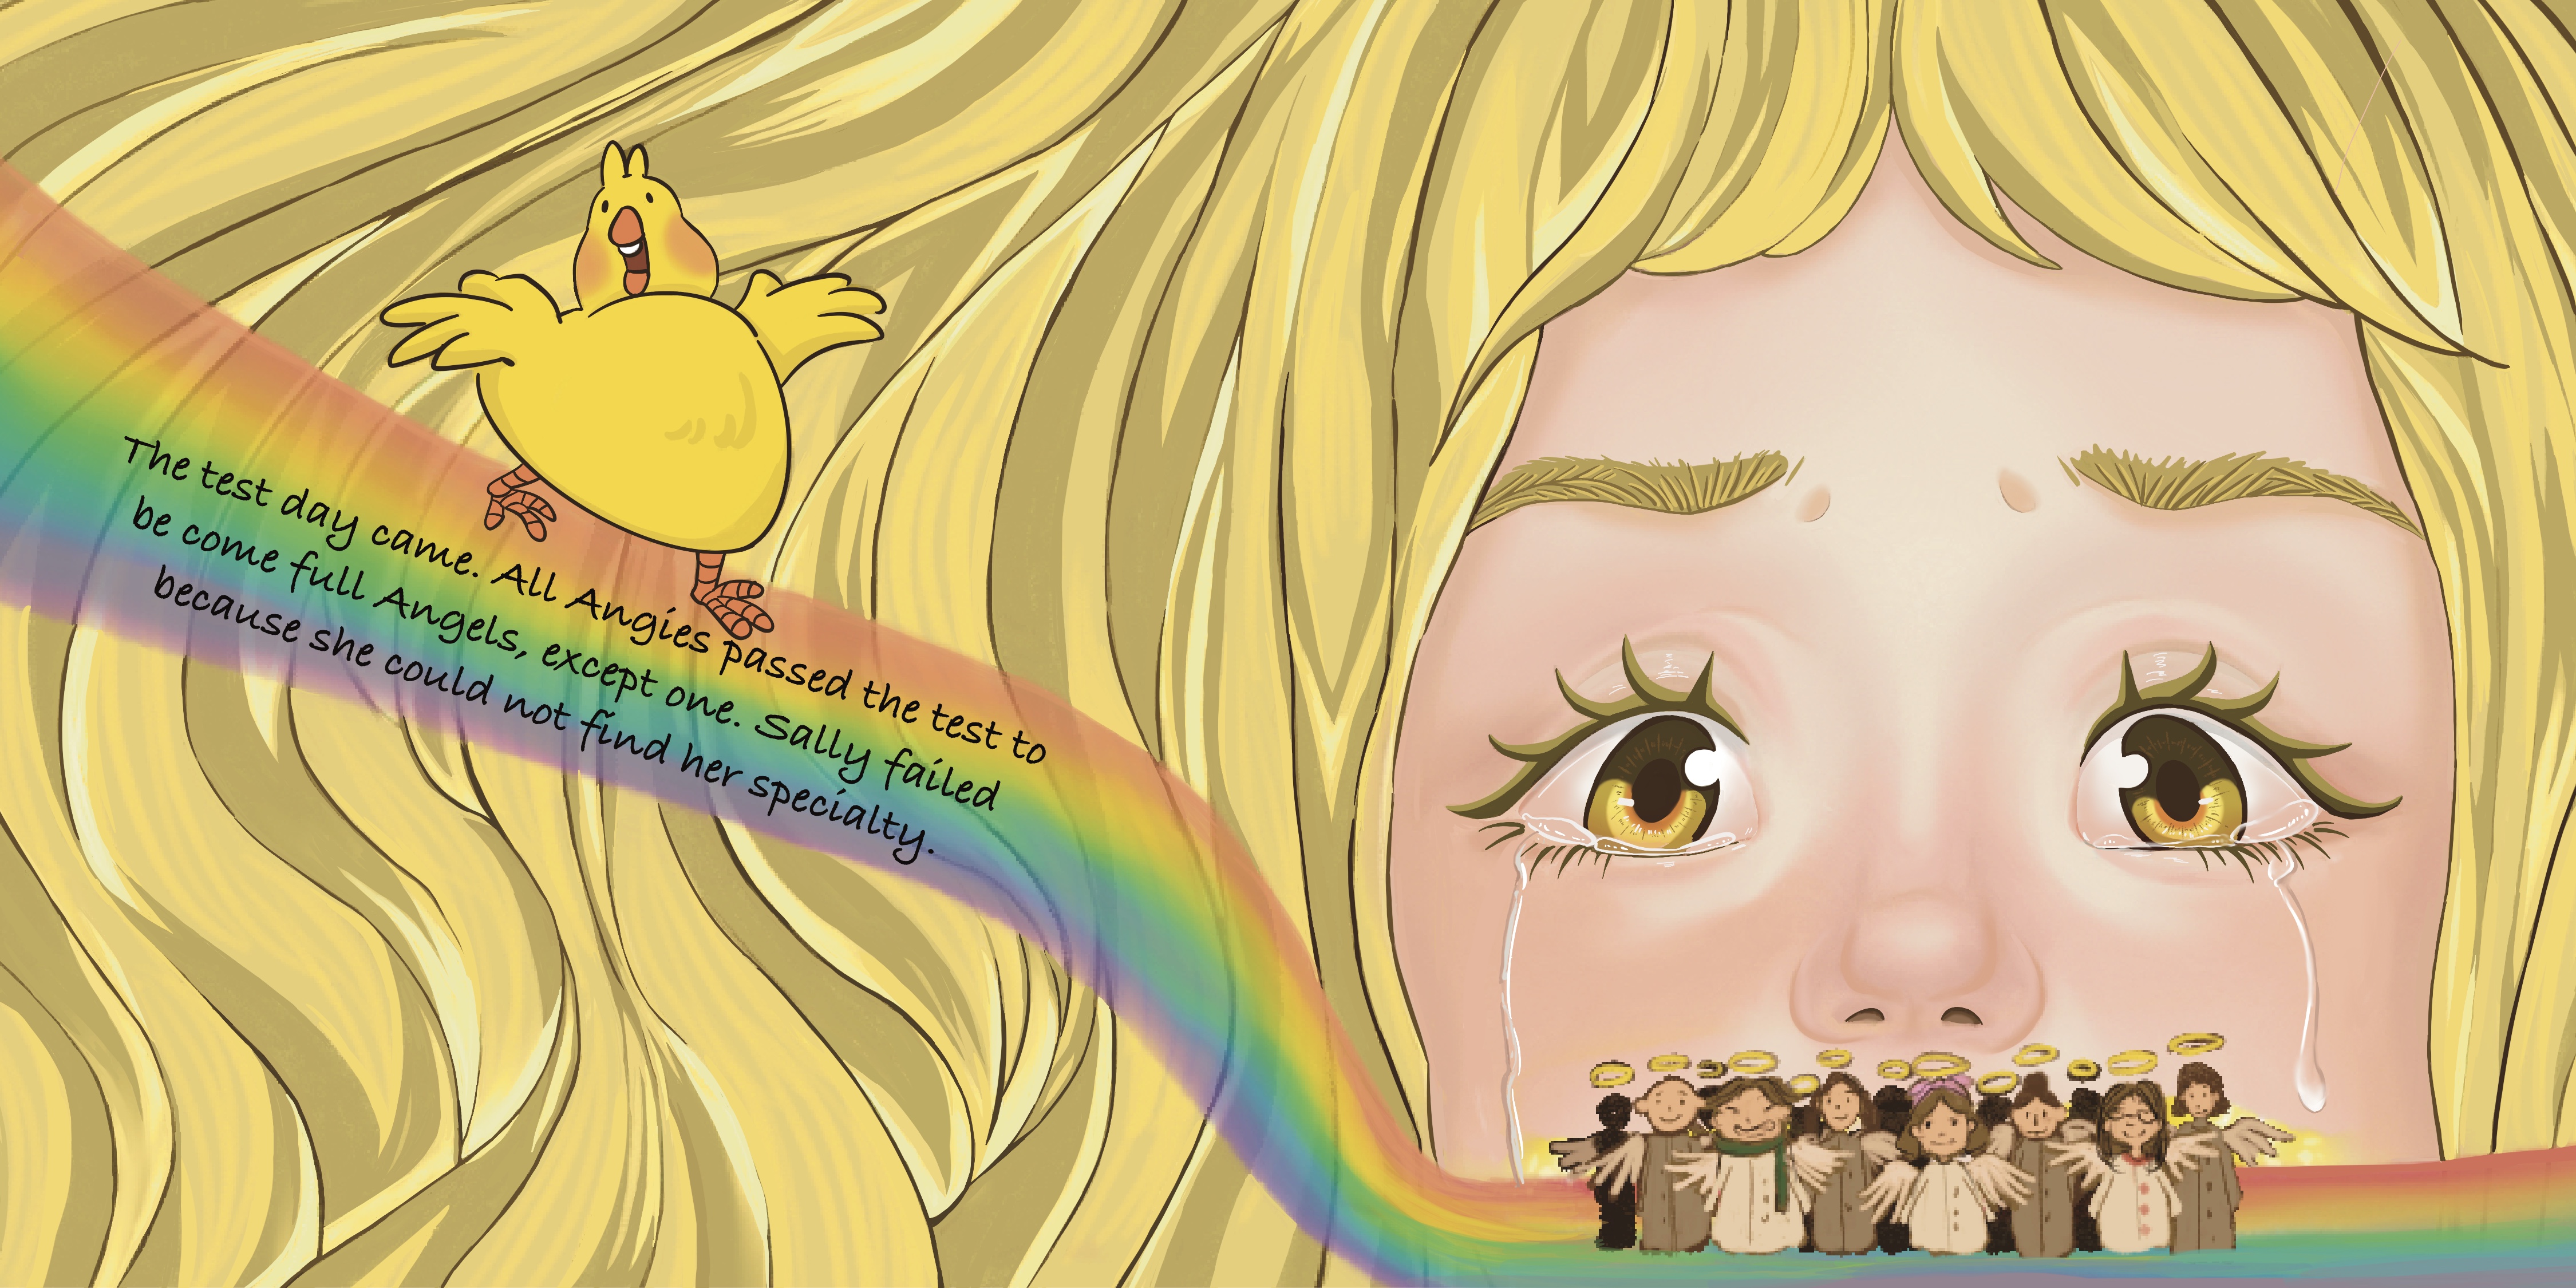 The test day came. All Angies passed the test to
be come full Angels, except one. Sally failed
because she could not find her specialty.